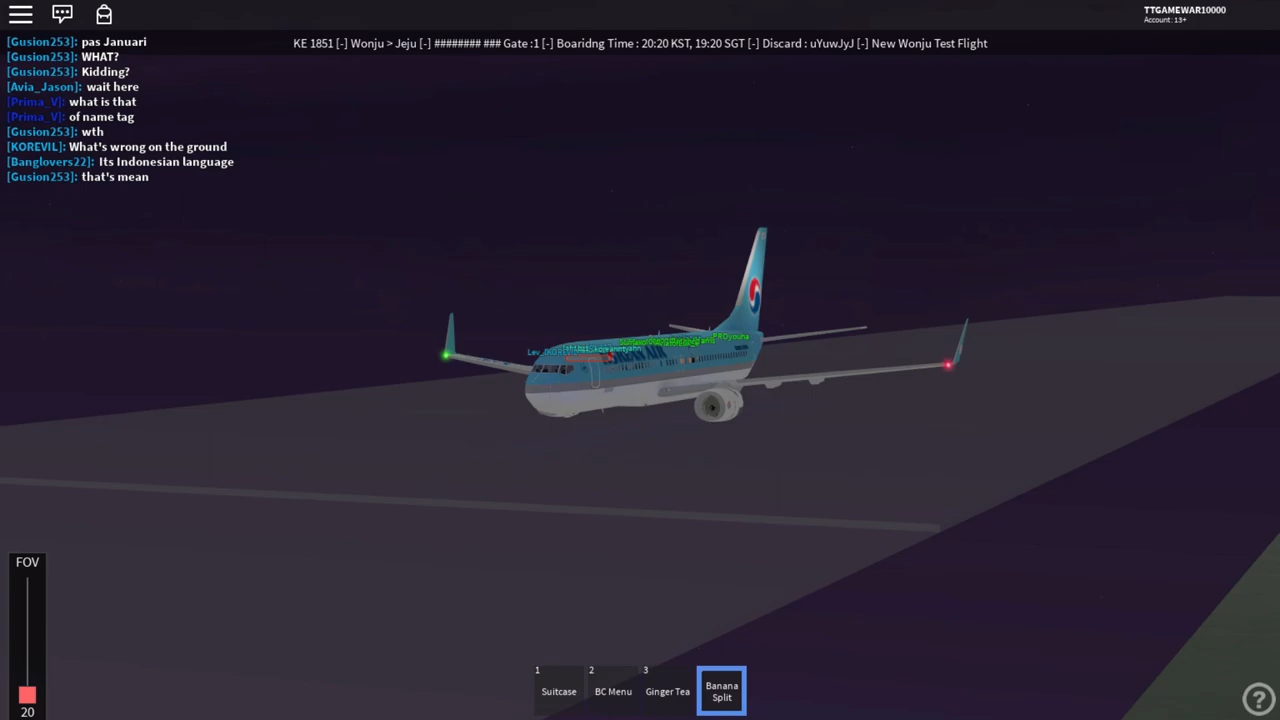 TTGAMEWAR10000
Account: 13+
KE 1851 [-] Wonju > Jeju [-] ######## ### Gate :1 [-] Boaridng Time : 20:20 KST, 19:20 SGT [-] Discard : uYuwJyJ [-] New Wonju Test Flight
[Gusion253]: pas Januari
[Gusion253]: WHAT?
[Gusion253]: Kidding?
[Avia_Jason]: wait here
[Prima_V]: what is that
[Prima_V]: of name tag
[Gusion253]: wth
[KOREVIL]: What's wrong on the ground
[Banglovers22]: Its Indonesian language
[Gusion253]: that's mean
FOV
20
1 Suitcase
2 BC Menu
3 Ginger Tea
Banana Split
?